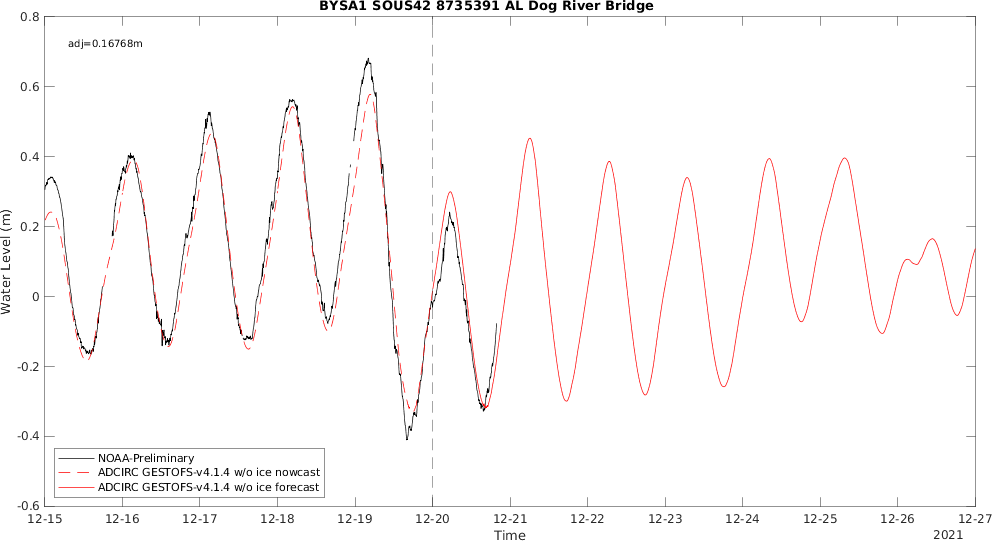 BYSA1 SOUS42 8735391 AL Dog River Bridge
adj=0.16768m
0.8
0.6
0.4
0.2
0
-0.2
-0.4
-0.6
Water Level (m)
NOAA-Preliminary
ADCIRC GESTOFS-v4.1.4 w/o ice nowcast
ADCIRC GESTOFS-v4.1.4 w/o ice forecast
12-15 12-16 12-17 12-18 12-19 12-20 12-21 12-22 12-23 12-24 12-25 12-26 12-27
Time
2021